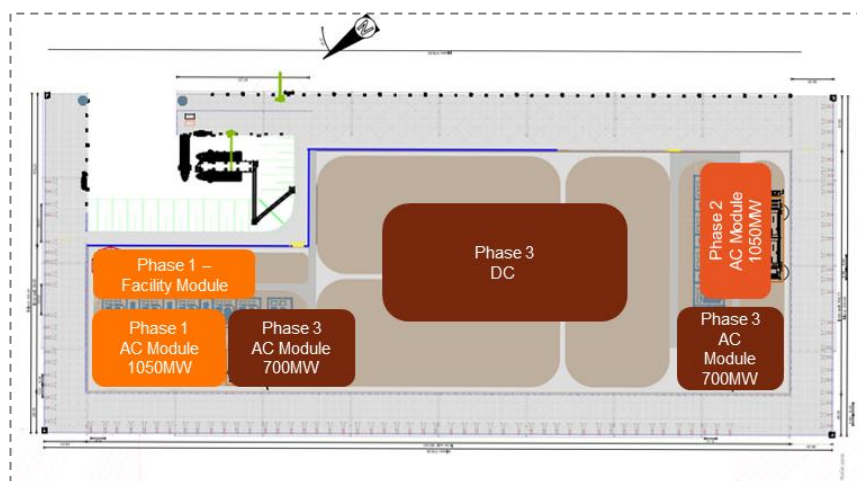 Phase 1 –
Facility Module
Phase 1
AC Module
1050MW
Phase 3
AC Module
700MW
Phase 3
DC
Phase 2
AC Module
1050MW
Phase 3
AC
Module
700MW